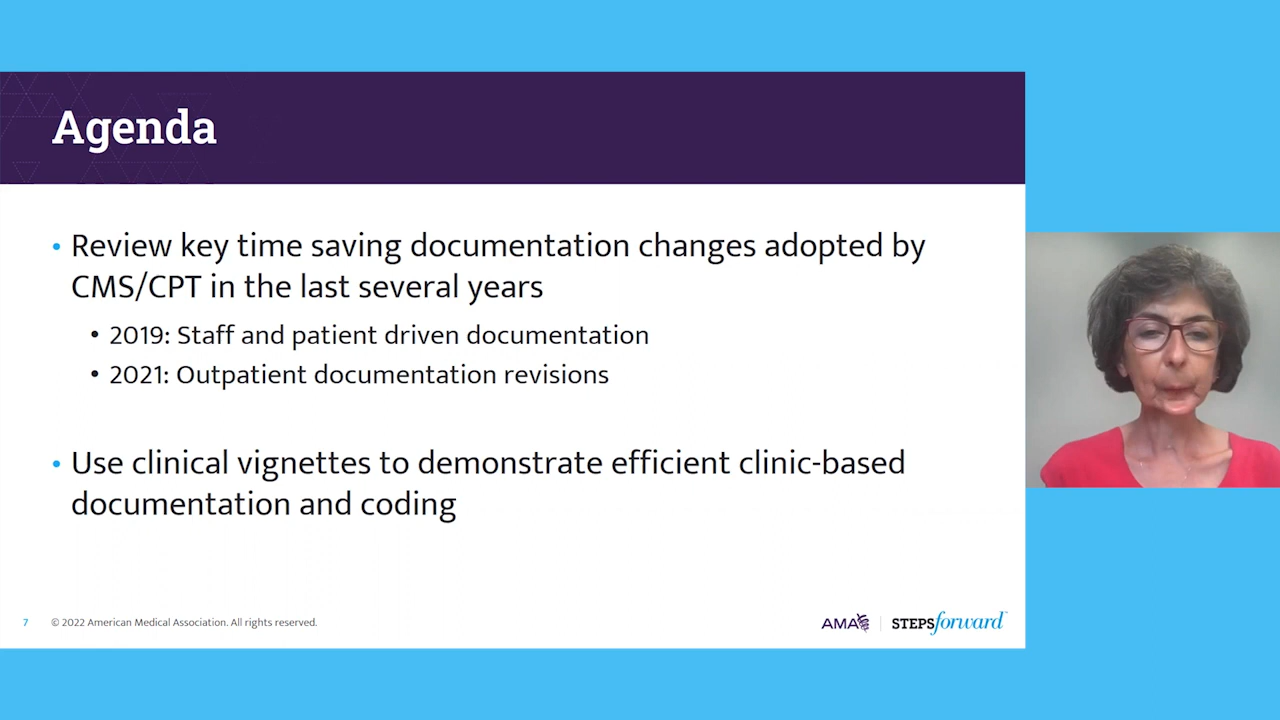 Agenda
• Review key time saving documentation changes adopted by
CMS/CPT in the last several years
• 2019: Staff and patient driven documentation
• 2021: Outpatient documentation revisions
• Use clinical vignettes to demonstrate efficient clinic-based
documentation and coding
7 © 2022 American Medical Association. All rights reserved.
AMA STEPSforward™